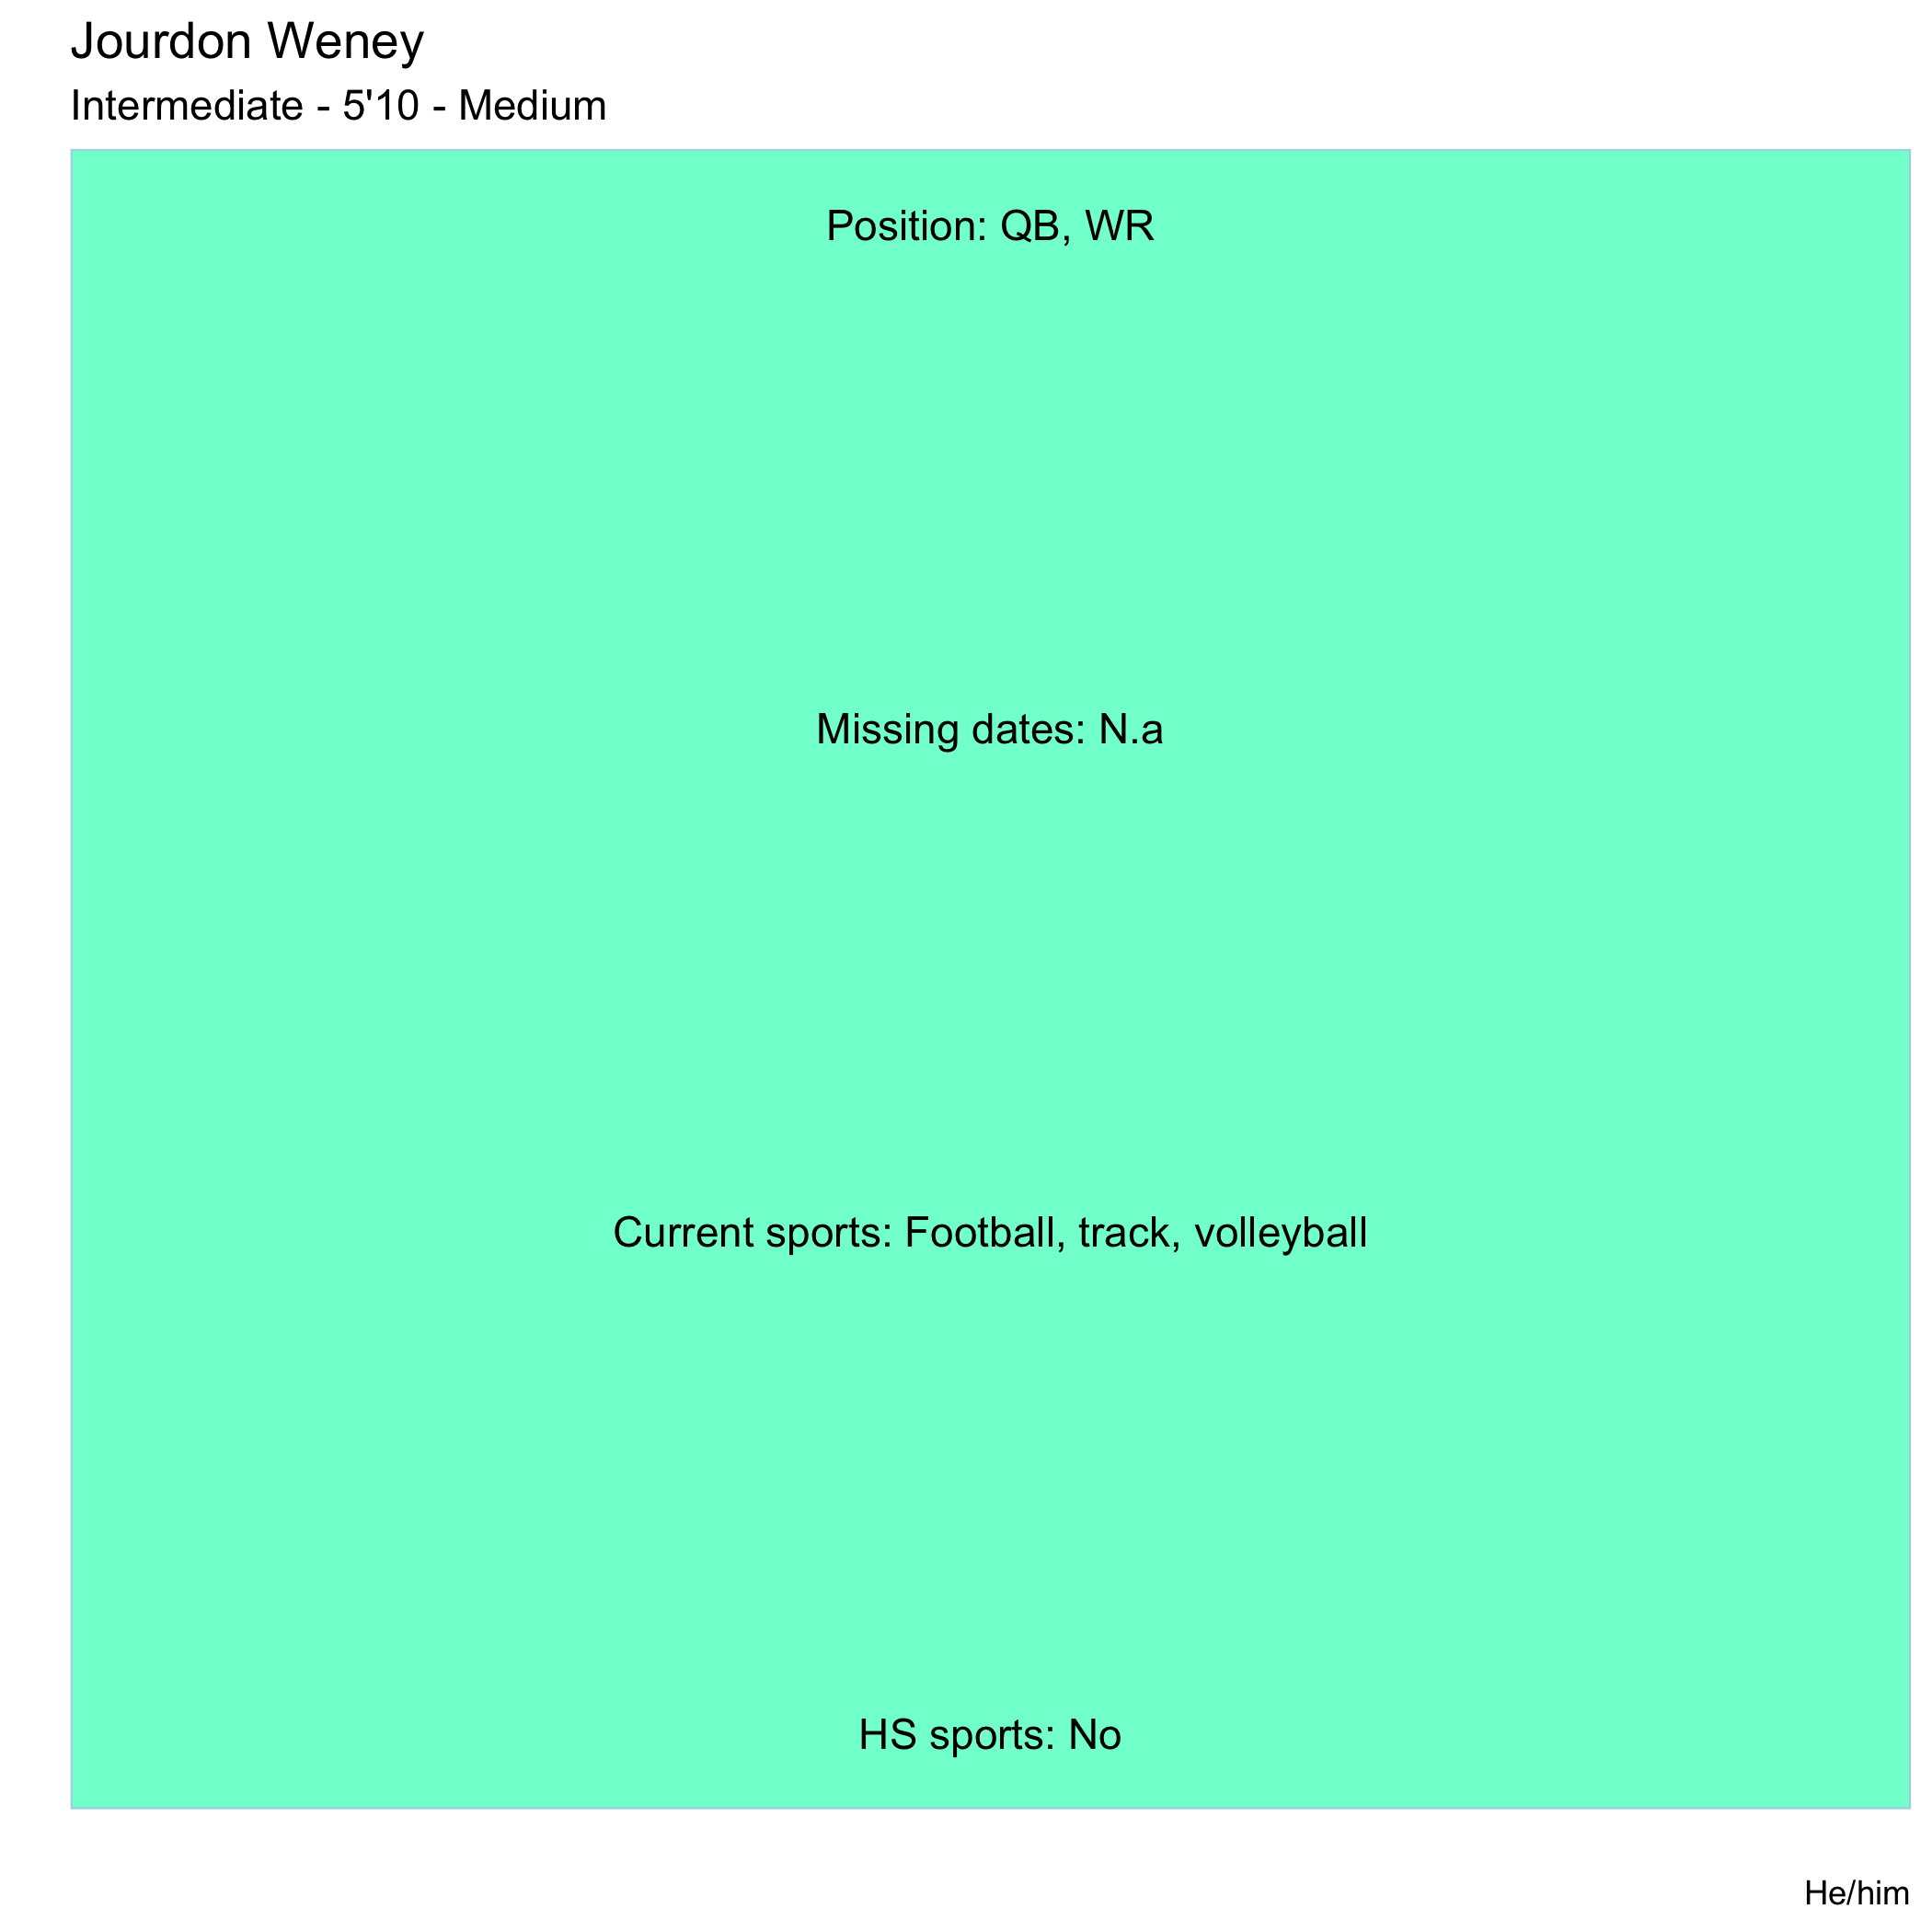 Jourdon Weney
Intermediate - 5'10 - Medium
Position: QB, WR
Missing dates: N.a
Current sports: Football, track, volleyball
HS sports: No
He/him